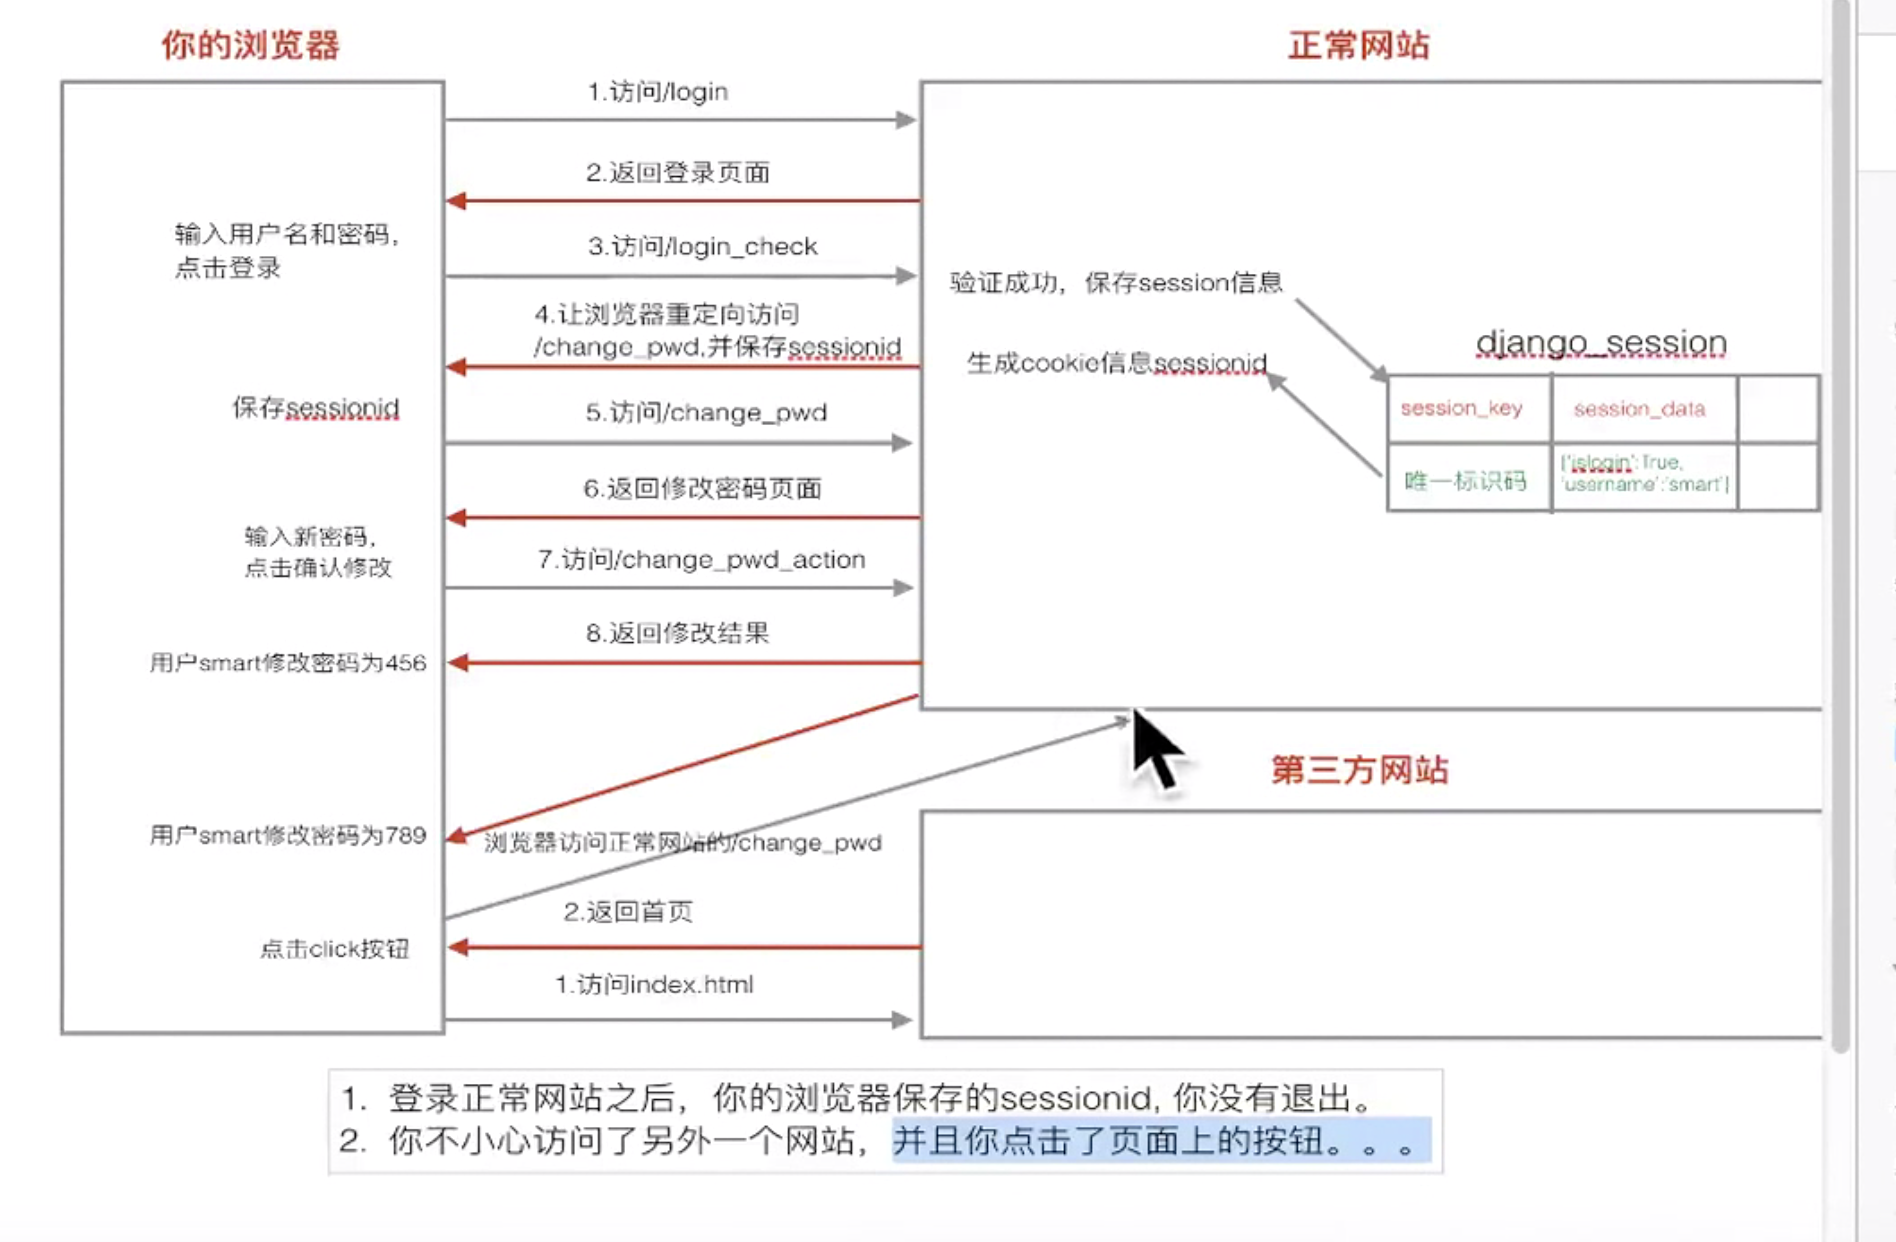 你的浏览器
正常网站
1.访问/login
2.返回登录页面
输入用户名和密码，
点击登录
3.访问/login_check
验证成功，保存session信息
4.让浏览器重定向访问
/change_pwd,并保存sessionid
django_session
生成cookie信息sessionid
session_key
session_data
保存sessionid
5.访问/change_pwd
唯一标识码
{'islogin':True,
'username':'smart'}
6.返回修改密码页面
输入新密码，
点击确认修改
7.访问/change_pwd_action
8.返回修改结果
用户smart修改密码为456
第三方网站
用户smart修改密码为789
浏览器访问正常网站的/change_pwd
2.返回首页
点击click按钮
1.访问index.html
1. 登录正常网站之后，你的浏览器保存的sessionid, 你没有退出。
2. 你不小心访问了另外一个网站，并且你点击了页面上的按钮。。。